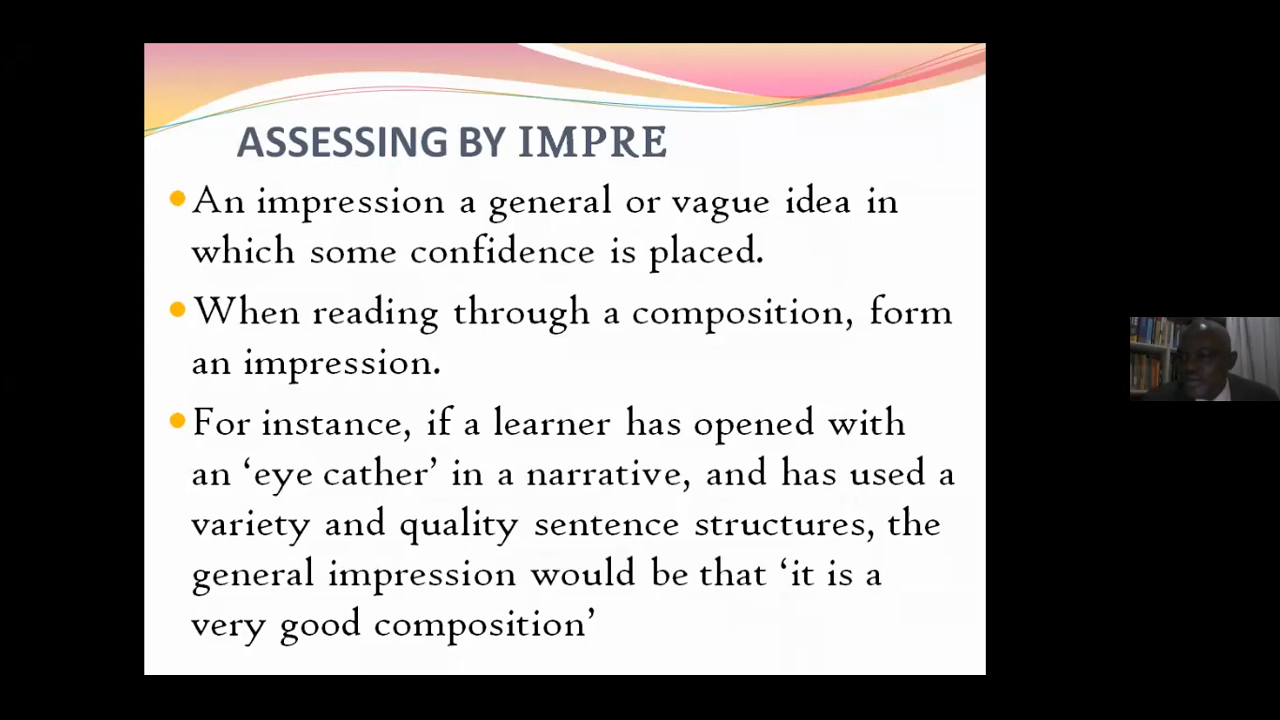 ASSESSING BY IMPRE
An impression a general or vague idea in
which some confidence is placed.
When reading through a composition, form
an impression.
For instance, if a learner has opened with
an ‘eye cather’ in a narrative, and has used a
variety and quality sentence structures, the
general impression would be that ‘it is a
very good composition’